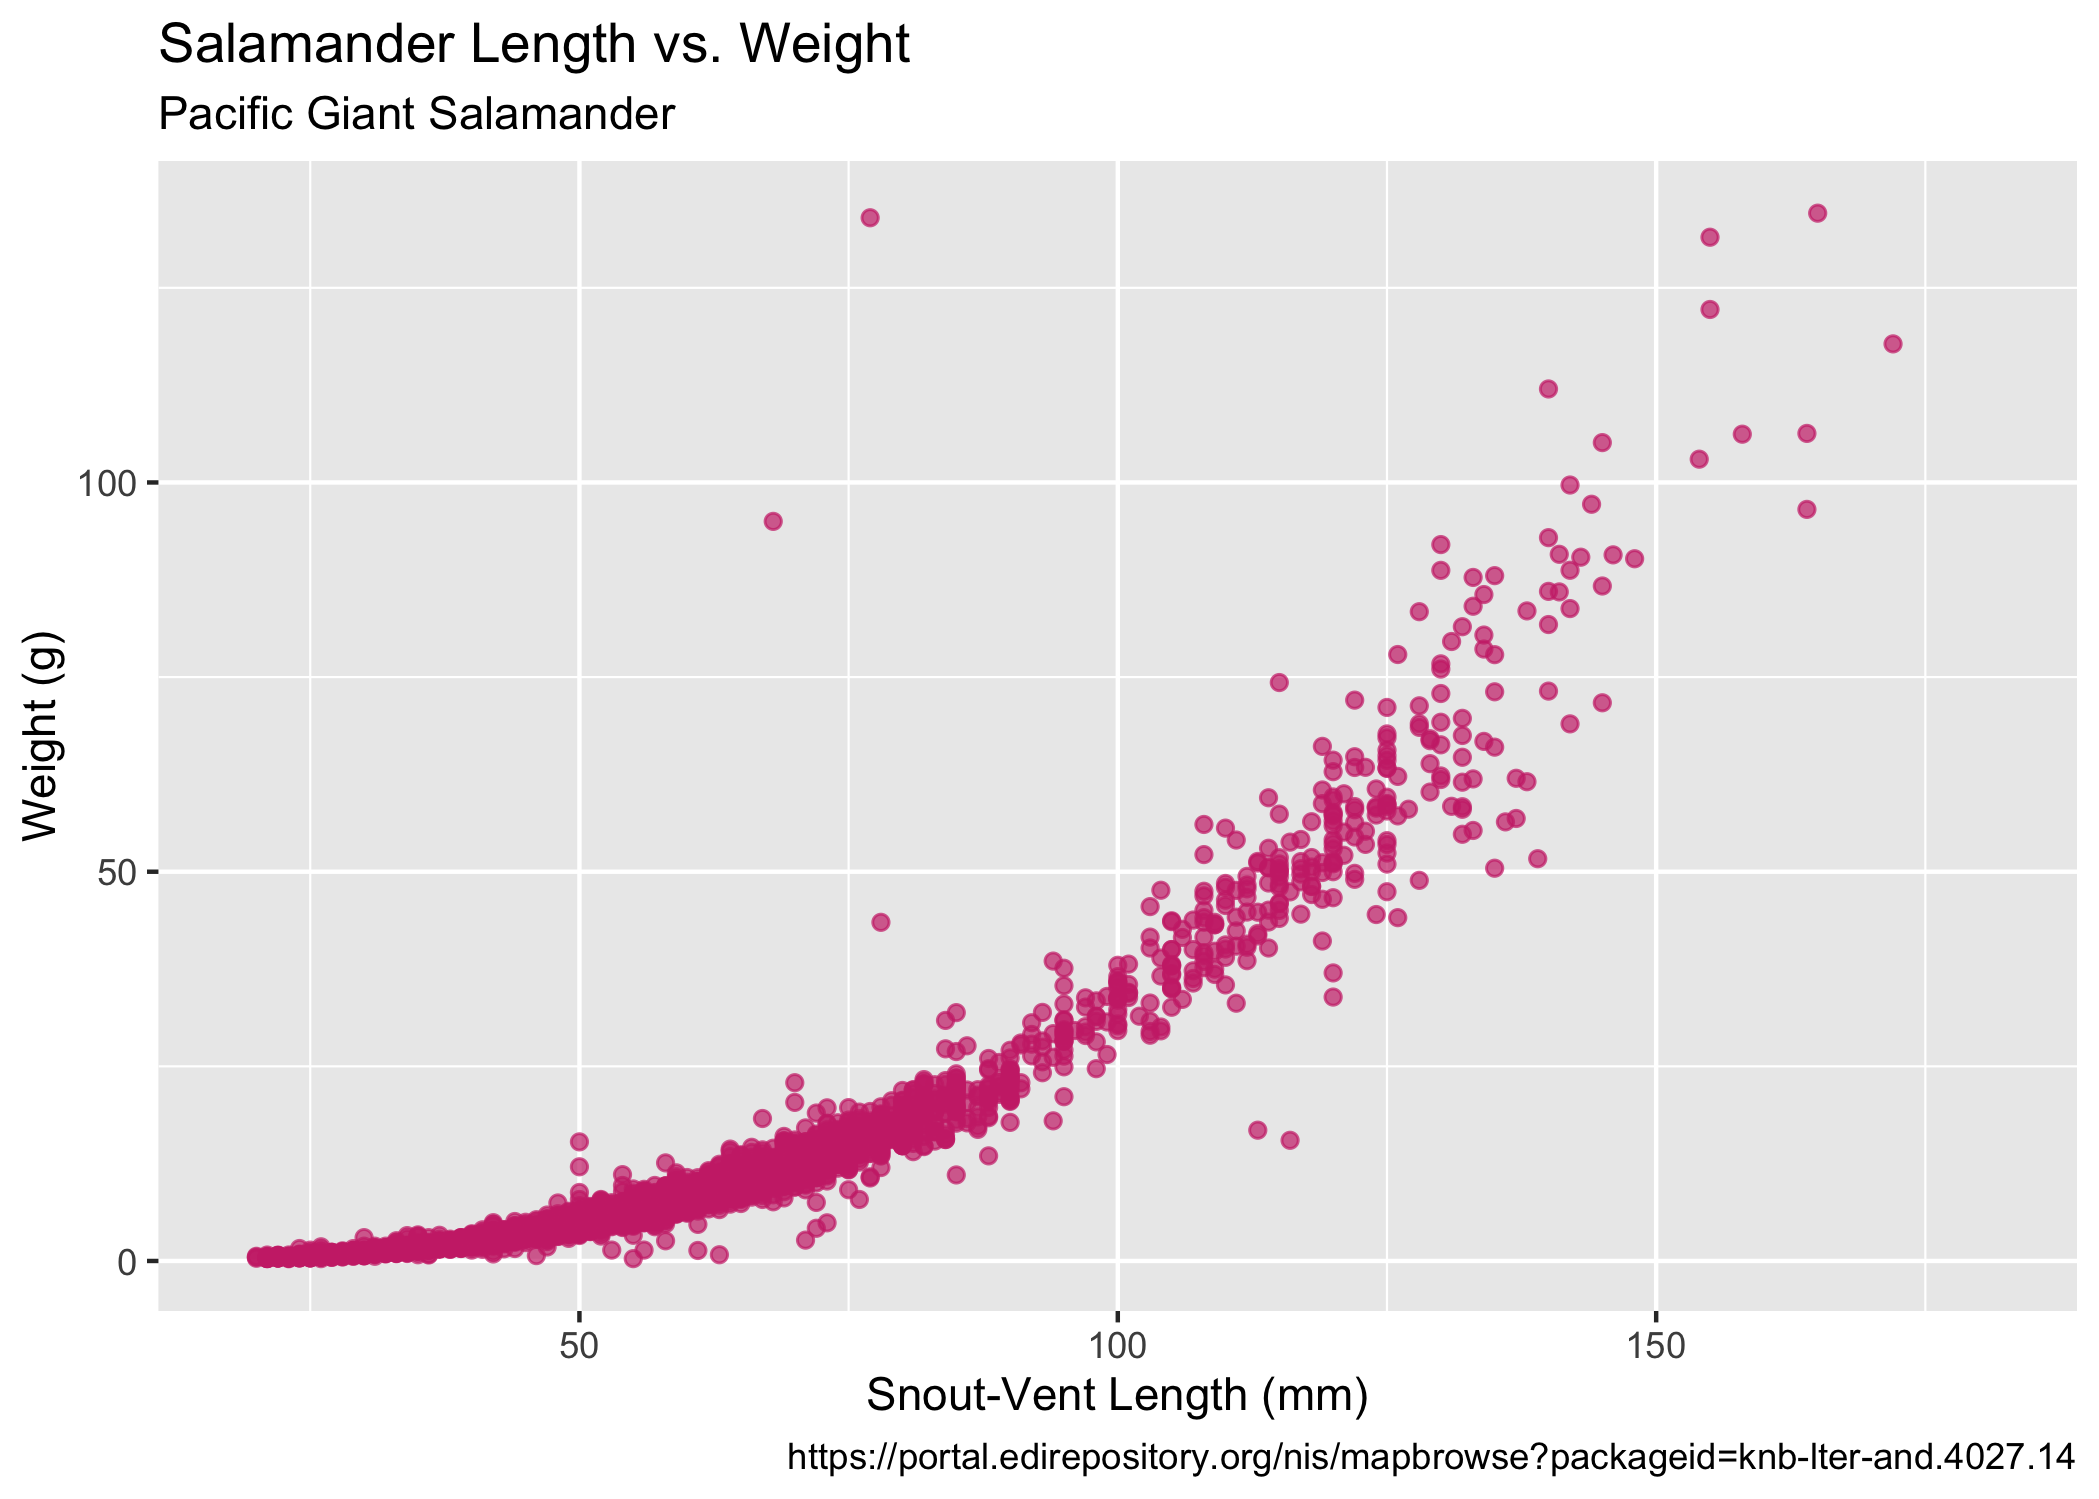 Salamander Length vs. Weight
Pacific Giant Salamander
Weight (g)
100
50
0
50
100
150
Snout-Vent Length (mm)
https://portal.edirepository.org/nis/mapbrowse?packageid=knb-lter-and.4027.14